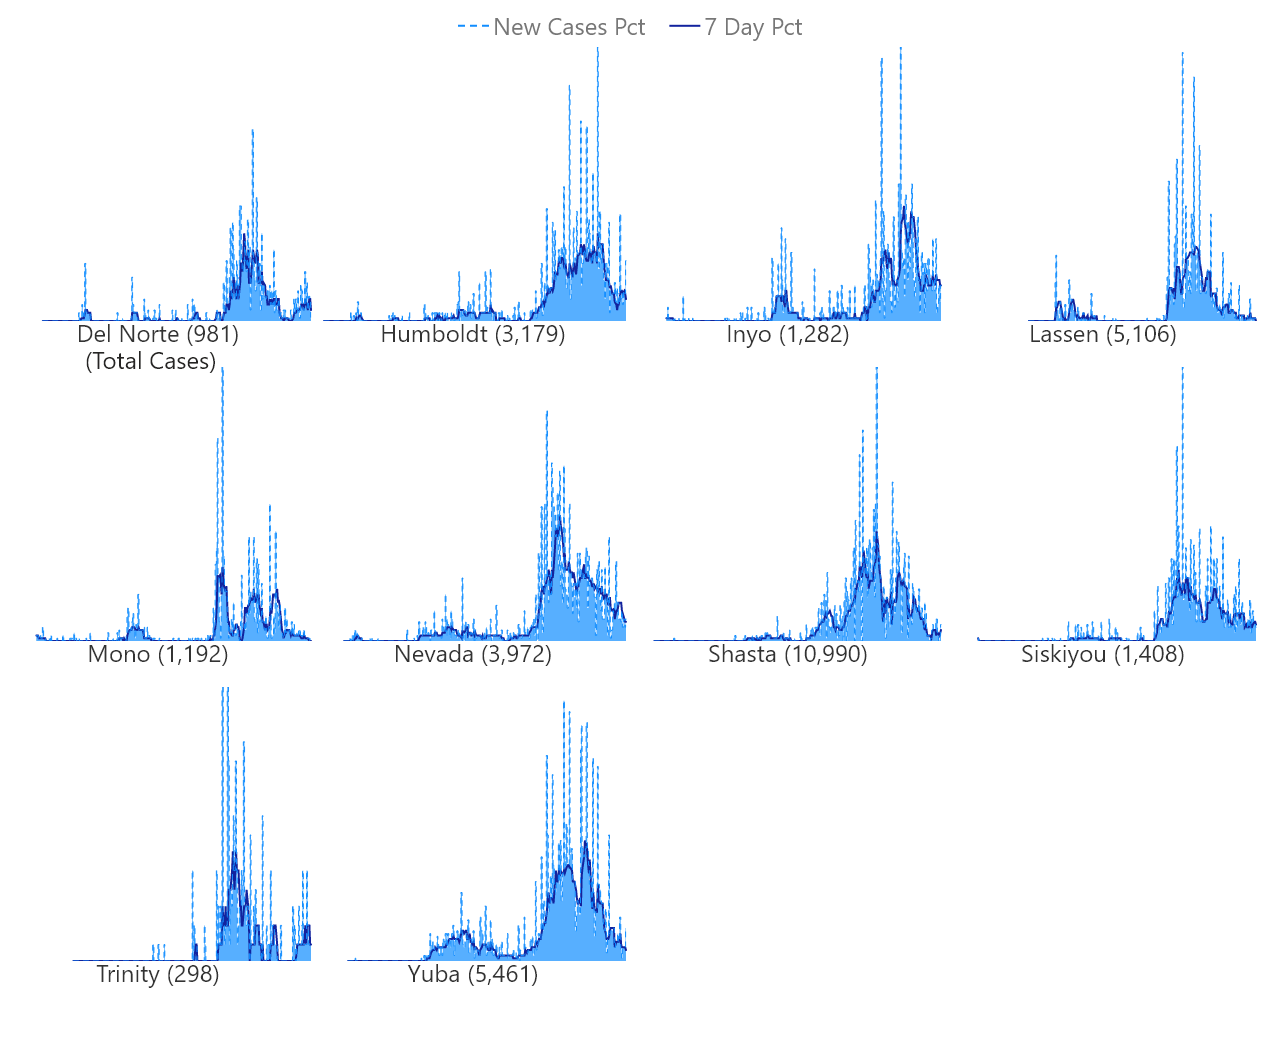 New Cases Pct 7 Day Pct
Del Norte (981) Humboldt (3,179) Inyo (1,282) Lassen (5,106)
(Total Cases)
Mono (1,192) Nevada (3,972) Shasta (10,990) Siskiyou (1,408)
Trinity (298) Yuba (5,461)